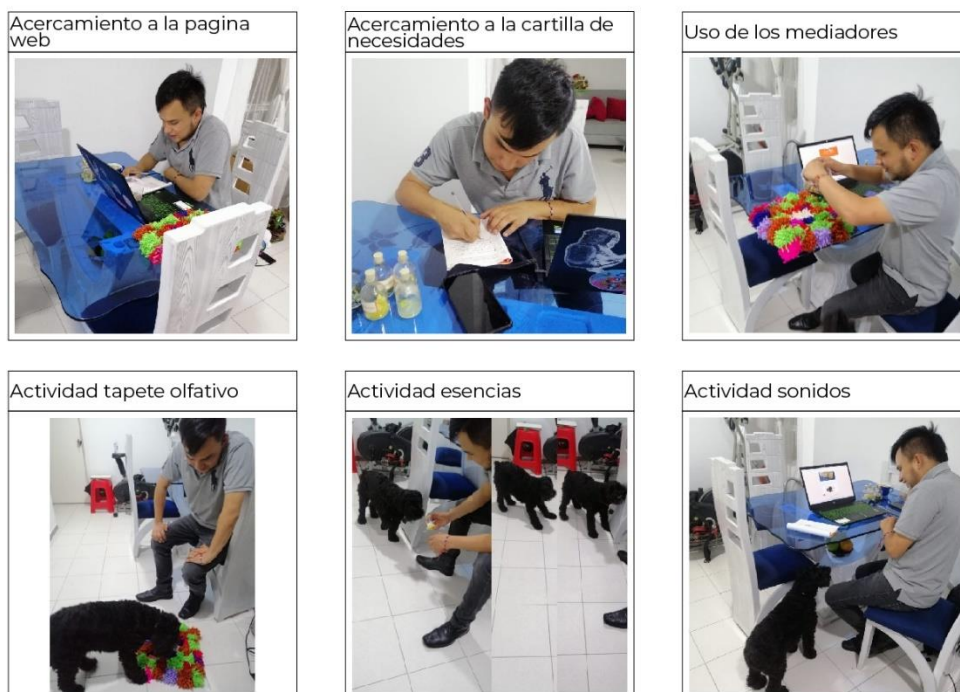 Acercamiento a la pagina
web
Acercamiento a la cartilla de
necesidades
Uso de los mediadores
Actividad tapete olfativo
Actividad esencias
Actividad sonidos